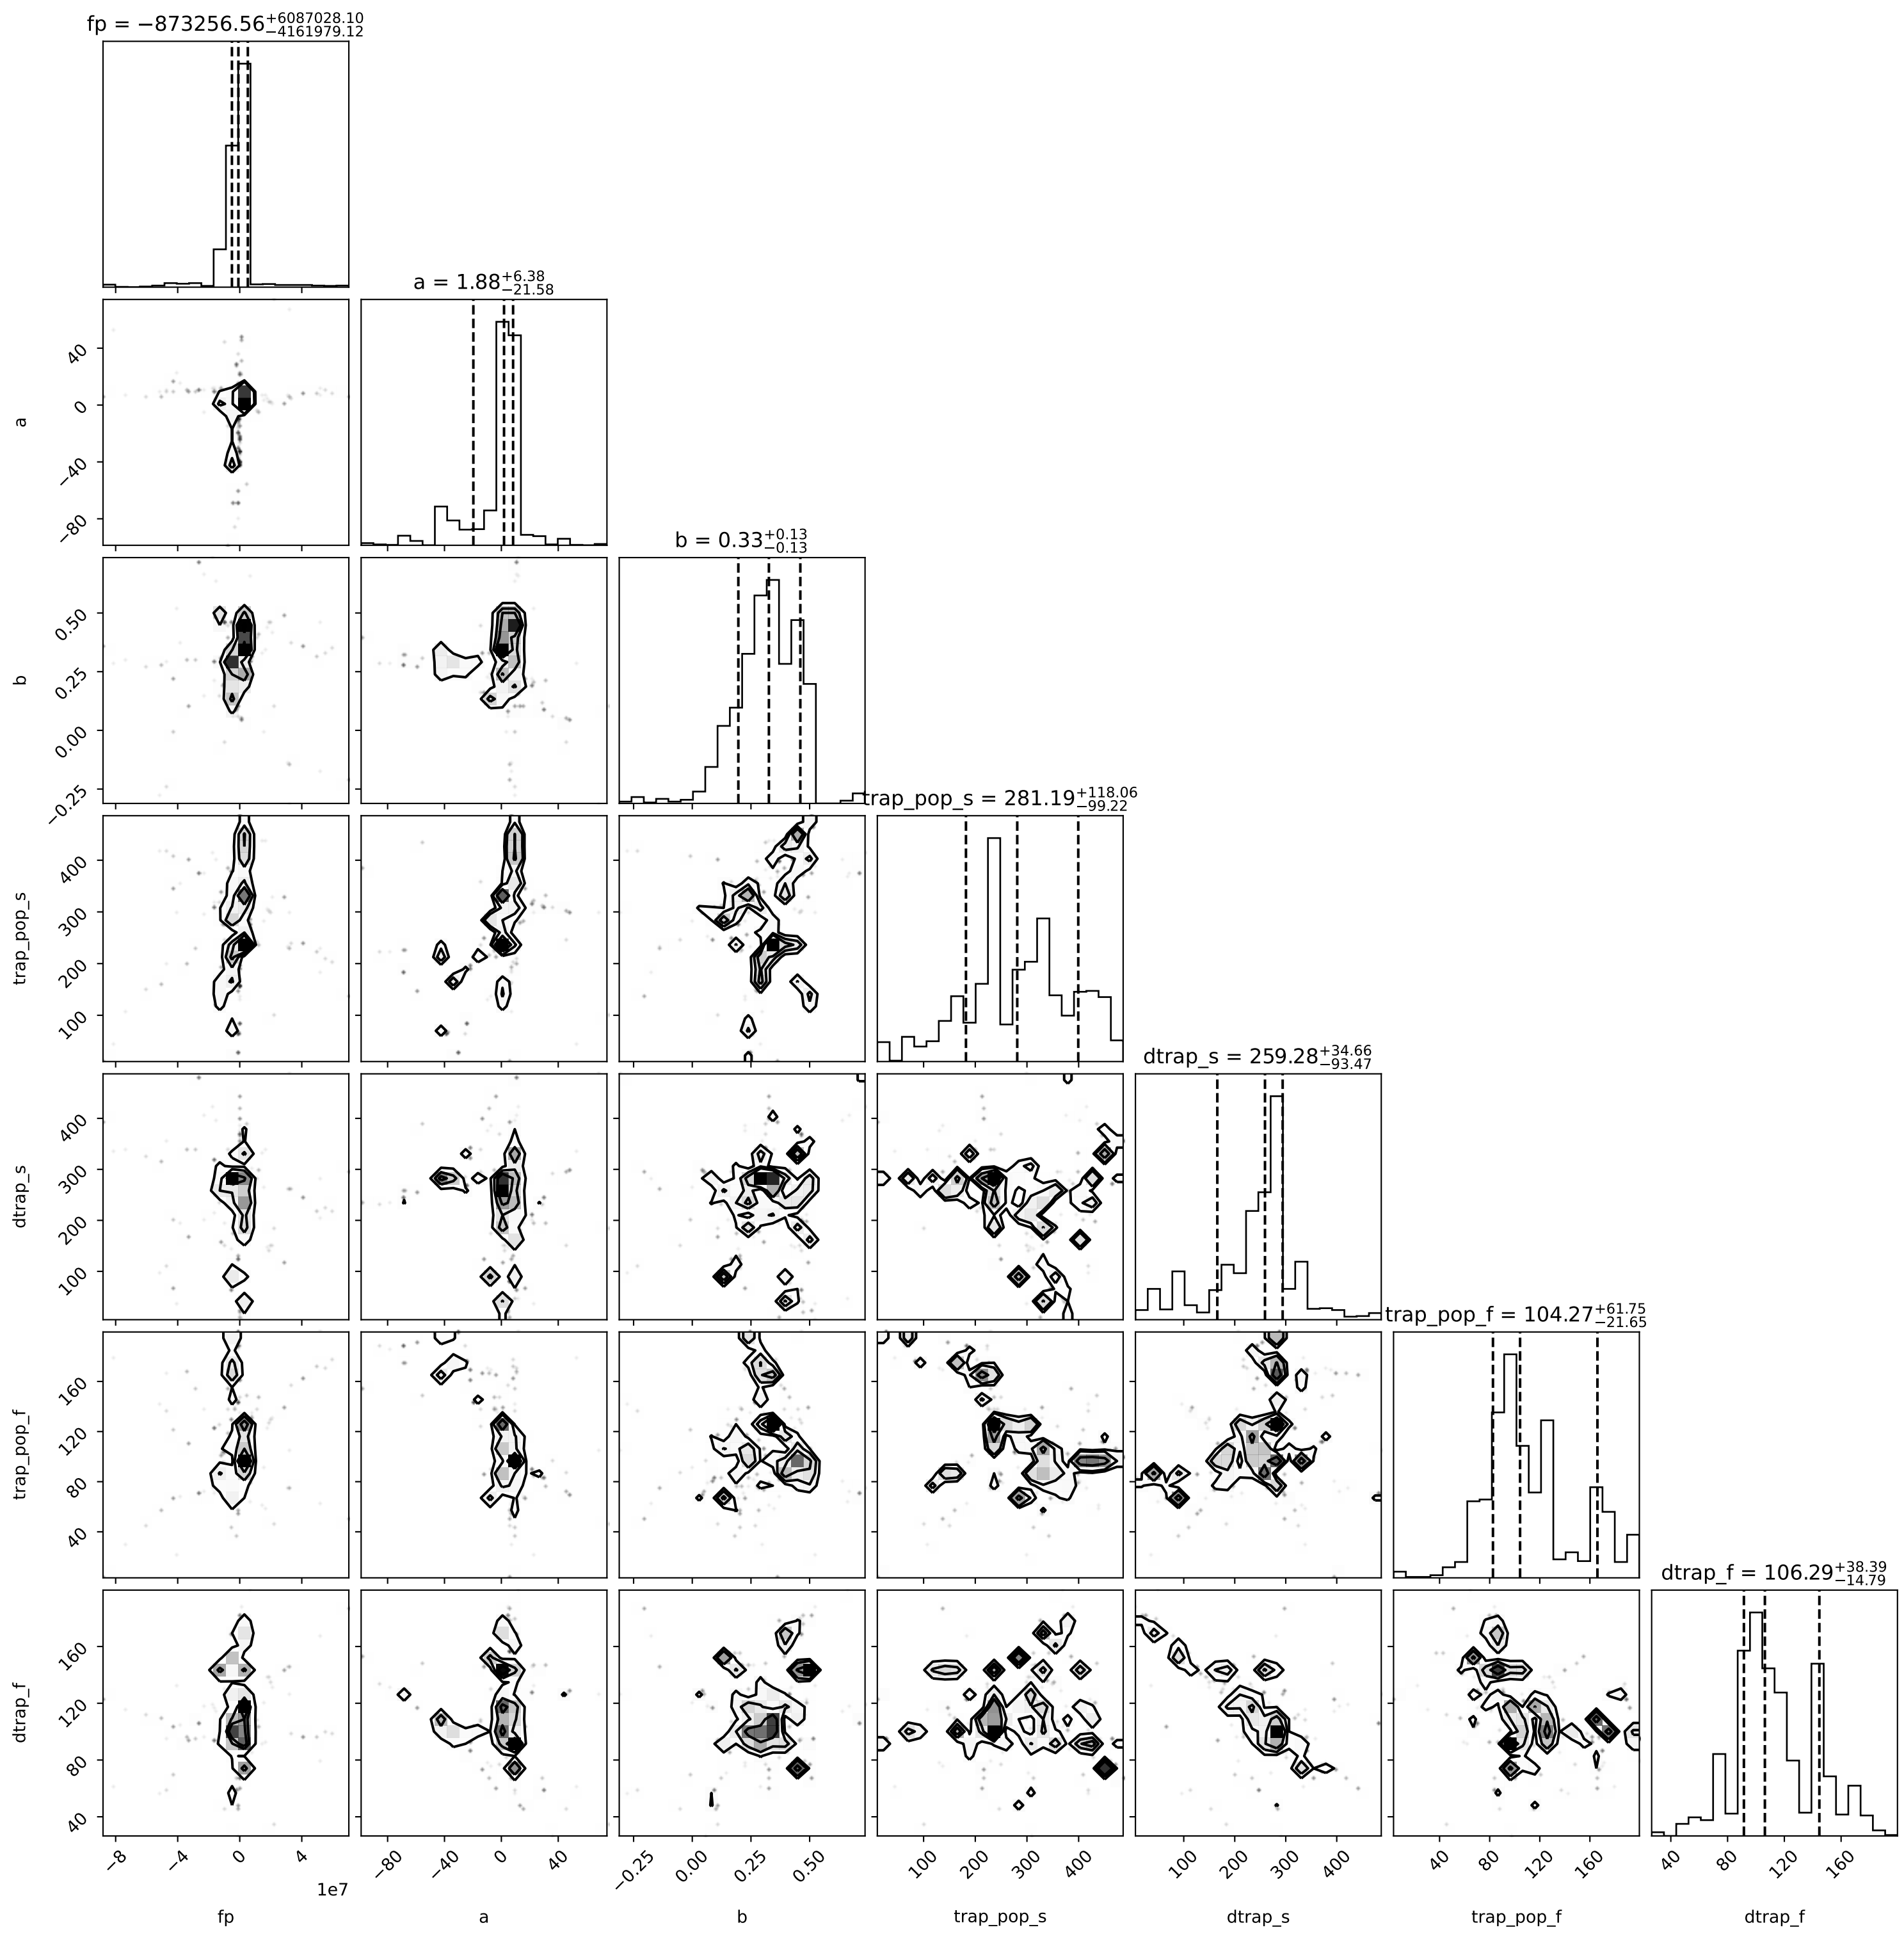 fp = −873256.56+6087028.10−4161979.12
a = 1.88+6.38−21.58
40
0
−40
−80
a
b = 0.33+0.13−0.13
0.50
0.25
0.00
−0.25
b
trap_pop_s = 281.19+118.06−99.22
400
300
200
100
trap_pop_s
dtrap_s = 259.28+34.66−93.47
400
300
200
100
dtrap_s
trap_pop_f = 104.27+61.75−21.65
160
120
80
40
trap_pop_f
dtrap_f = 106.29+38.39−14.79
160
120
80
40
dtrap_f
−8 −4 0 4 −80 −40 0 40 −0.25 0.00 0.25 0.50 100 200 300 400 100 200 300 400 40 80 120 160 40 80 120 160
1e7
fp a b trap_pop_s dtrap_s trap_pop_f dtrap_f